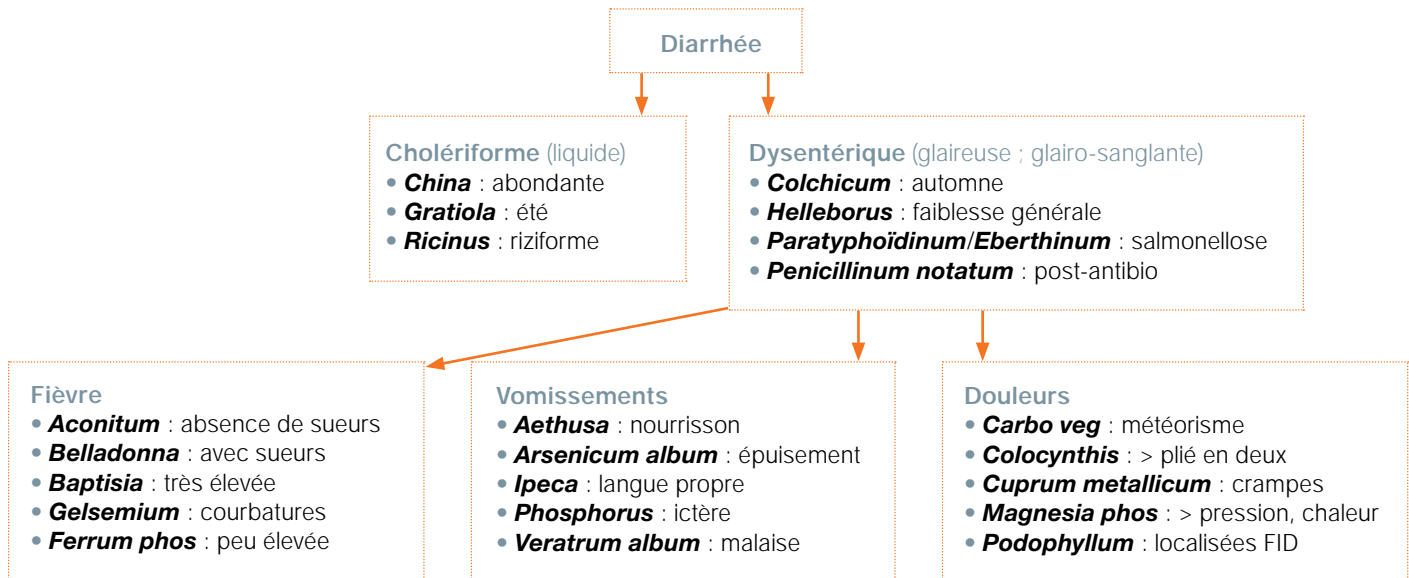 Diarrhée
Cholériforme (liquide)
• China : abondante
• Gratiola : été
• Ricinus : riziforme
Dysentérique (glaireuse ; glairo-sanglante)
• Colchicum : automne
• Helleborus : faiblesse générale
• Paratyphoïdinum/Eberthinum : salmonellose
• Penicillinum notatum : post-antibio
Fièvre
• Aconitum : absence de sueurs
• Belladonna : avec sueurs
• Baptisia : très élevée
• Gelsemium : courbatures
• Ferrum phos : peu élevée
Vomissements
• Aethusa : nourrisson
• Arsenicum album : épuisement
• Ipeca : langue propre
• Phosphorus : ictère
• Veratrum album : malaise
Douleurs
• Carbo veg : météorisme
• Colocynthis : > plié en deux
• Cuprum metallicum : crampes
• Magnesia phos : > pression, chaleur
• Podophyllum : localisées FID